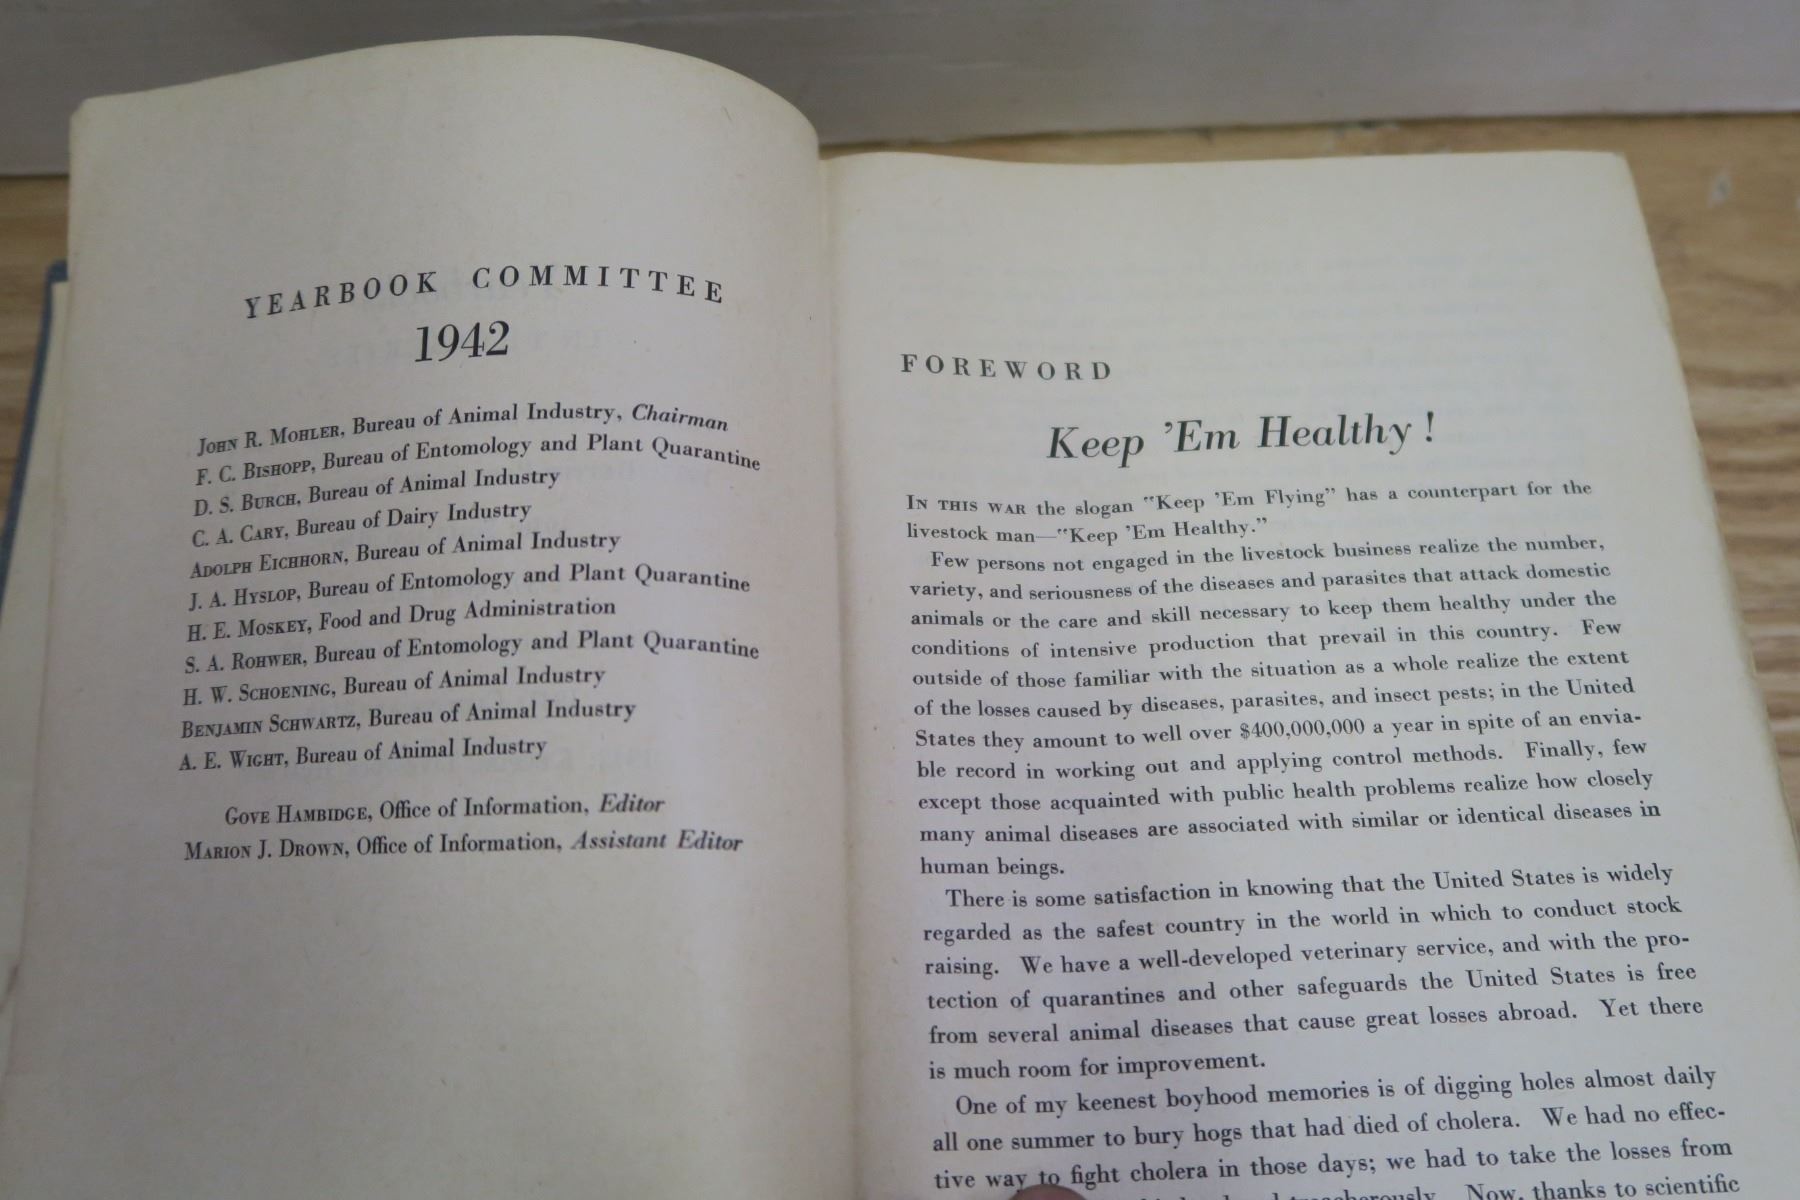 YEARBOOK COMMITTEE
1942
JOHN R. MOHLER, Bureau of Animal Industry, Chairman
F. C. BISHOPP, Bureau of Entomology and Plant Quarantine
D. S. BURCH, Bureau of Animal Industry
C. A. CARY, Bureau of Dairy Industry
ADOLPH EICHHORN, Bureau of Animal Industry
J. A. HYSLOP, Bureau of Entomology and Plant Quarantine
H. E. MOSKEY, Food and Drug Administration
S. A. ROHWER, Bureau of Entomology and Plant Quarantine
H. W. SCHOENING, Bureau of Animal Industry
BENJAMIN SCHWARTZ, Bureau of Animal Industry
A. E. WIGHT, Bureau of Animal Industry
GOVE HAMBIDGE, Office of Information, Editor
MARION J. DROWN, Office of Information, Assistant Editor
FOREWORD
Keep 'Em Healthy!
IN THIS WAR the slogan "Keep 'Em Flying" has a counterpart for the
livestock man—"Keep 'Em Healthy."
Few persons not engaged in the livestock business realize the number,
variety, and seriousness of the diseases and parasites that attack domestic
animals or the care and skill necessary to keep them healthy under the
conditions of intensive production that prevail in this country. Few
outside of those familiar with the situation as a whole realize the extent
of the losses caused by diseases, parasites, and insect pests; in the United
States they amount to well over $400,000,000 a year in spite of an envia-
ble record in working out and applying control methods. Finally, few
except those acquainted with public health problems realize how closely
many animal diseases are associated with similar or identical diseases in
human beings.
There is some satisfaction in knowing that the United States is widely
regarded as the safest country in the world in which to conduct stock
raising. We have a well-developed veterinary service, and with the pro-
tection of quarantines and other safeguards the United States is free
from several animal diseases that cause great losses abroad. Yet there
is much room for improvement.
One of my keenest boyhood memories is of digging holes almost daily
all one summer to bury hogs that had died of cholera. We had no effec-
tive way to fight cholera in those days; we had to take the losses from
Now, thanks to scientific